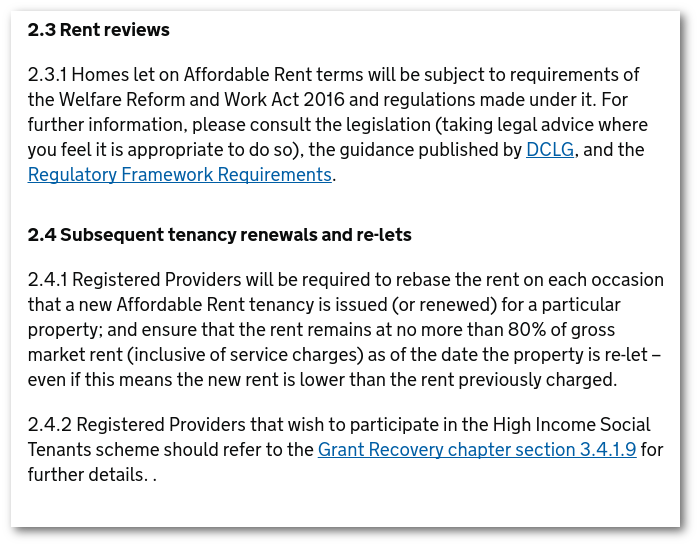 2.3 Rent reviews
2.3.1 Homes let on Affordable Rent terms will be subject to requirements of
the Welfare Reform and Work Act 2016 and regulations made under it. For
further information, please consult the legislation (taking legal advice where
you feel it is appropriate to do so), the guidance published by DCLG, and the
Regulatory Framework Requirements.
2.4 Subsequent tenancy renewals and re-lets
2.4.1 Registered Providers will be required to rebase the rent on each occasion
that a new Affordable Rent tenancy is issued (or renewed) for a particular
property; and ensure that the rent remains at no more than 80% of gross
market rent (inclusive of service charges) as of the date the property is re-let –
even if this means the new rent is lower than the rent previously charged.
2.4.2 Registered Providers that wish to participate in the High Income Social
Tenants scheme should refer to the Grant Recovery chapter section 3.4.1.9 for
further details. .